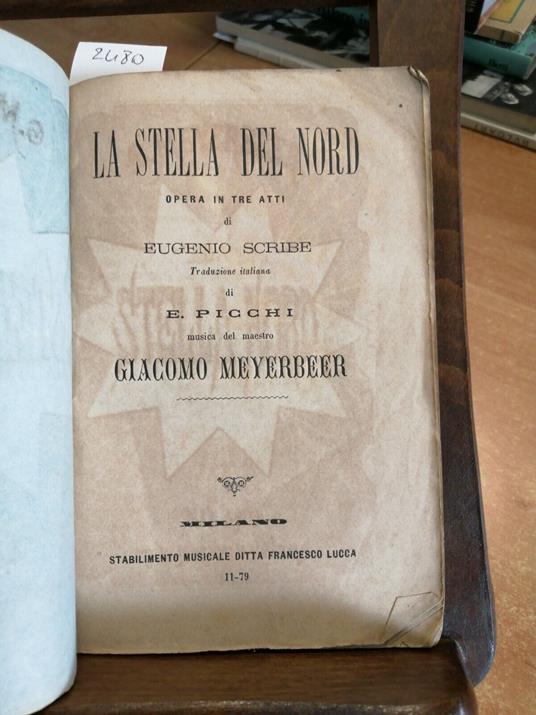 2480
LA STELLA DEL NORD
OPERA IN TRE ATTI
di
EUGENIO SCRIBE
Traduzione italiana
di
E. PICCHI
musica del maestro
GIACOMO MEYERBEER
MILANO
STABILIMENTO MUSICALE DITTA FRANCESCO LUCCA
11-79